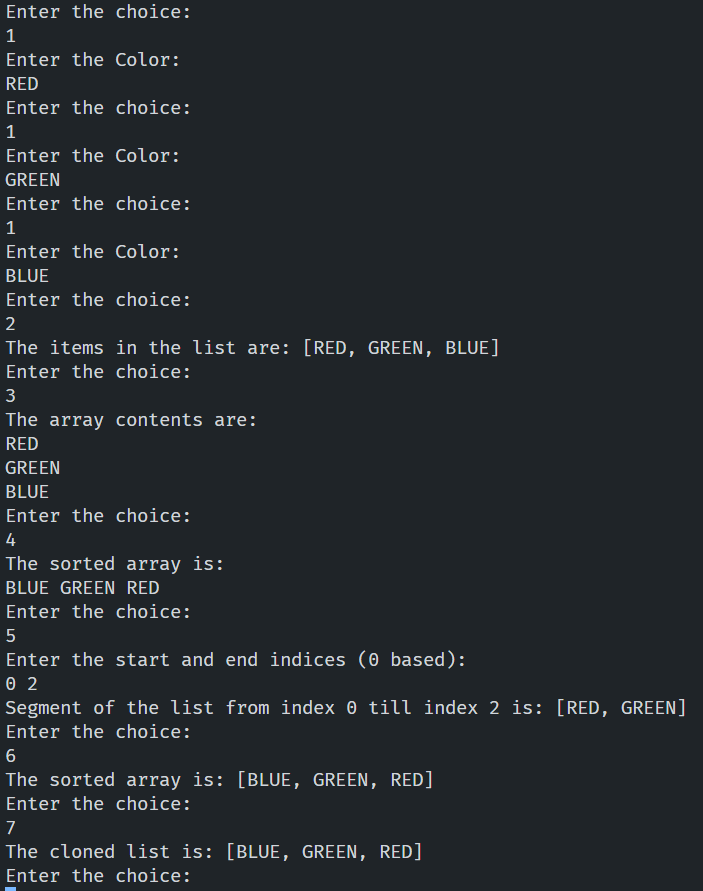 Enter the choice:
1
Enter the Color:
RED
Enter the choice:
1
Enter the Color:
GREEN
Enter the choice:
1
Enter the Color:
BLUE
Enter the choice:
2
The items in the list are: [RED, GREEN, BLUE]
Enter the choice:
3
The array contents are:
RED
GREEN
BLUE
Enter the choice:
4
The sorted array is:
BLUE GREEN RED
Enter the choice:
5
Enter the start and end indices (0 based):
0 2
Segment of the list from index 0 till index 2 is: [RED, GREEN]
Enter the choice:
6
The sorted array is: [BLUE, GREEN, RED]
Enter the choice:
7
The cloned list is: [BLUE, GREEN, RED]
Enter the choice: